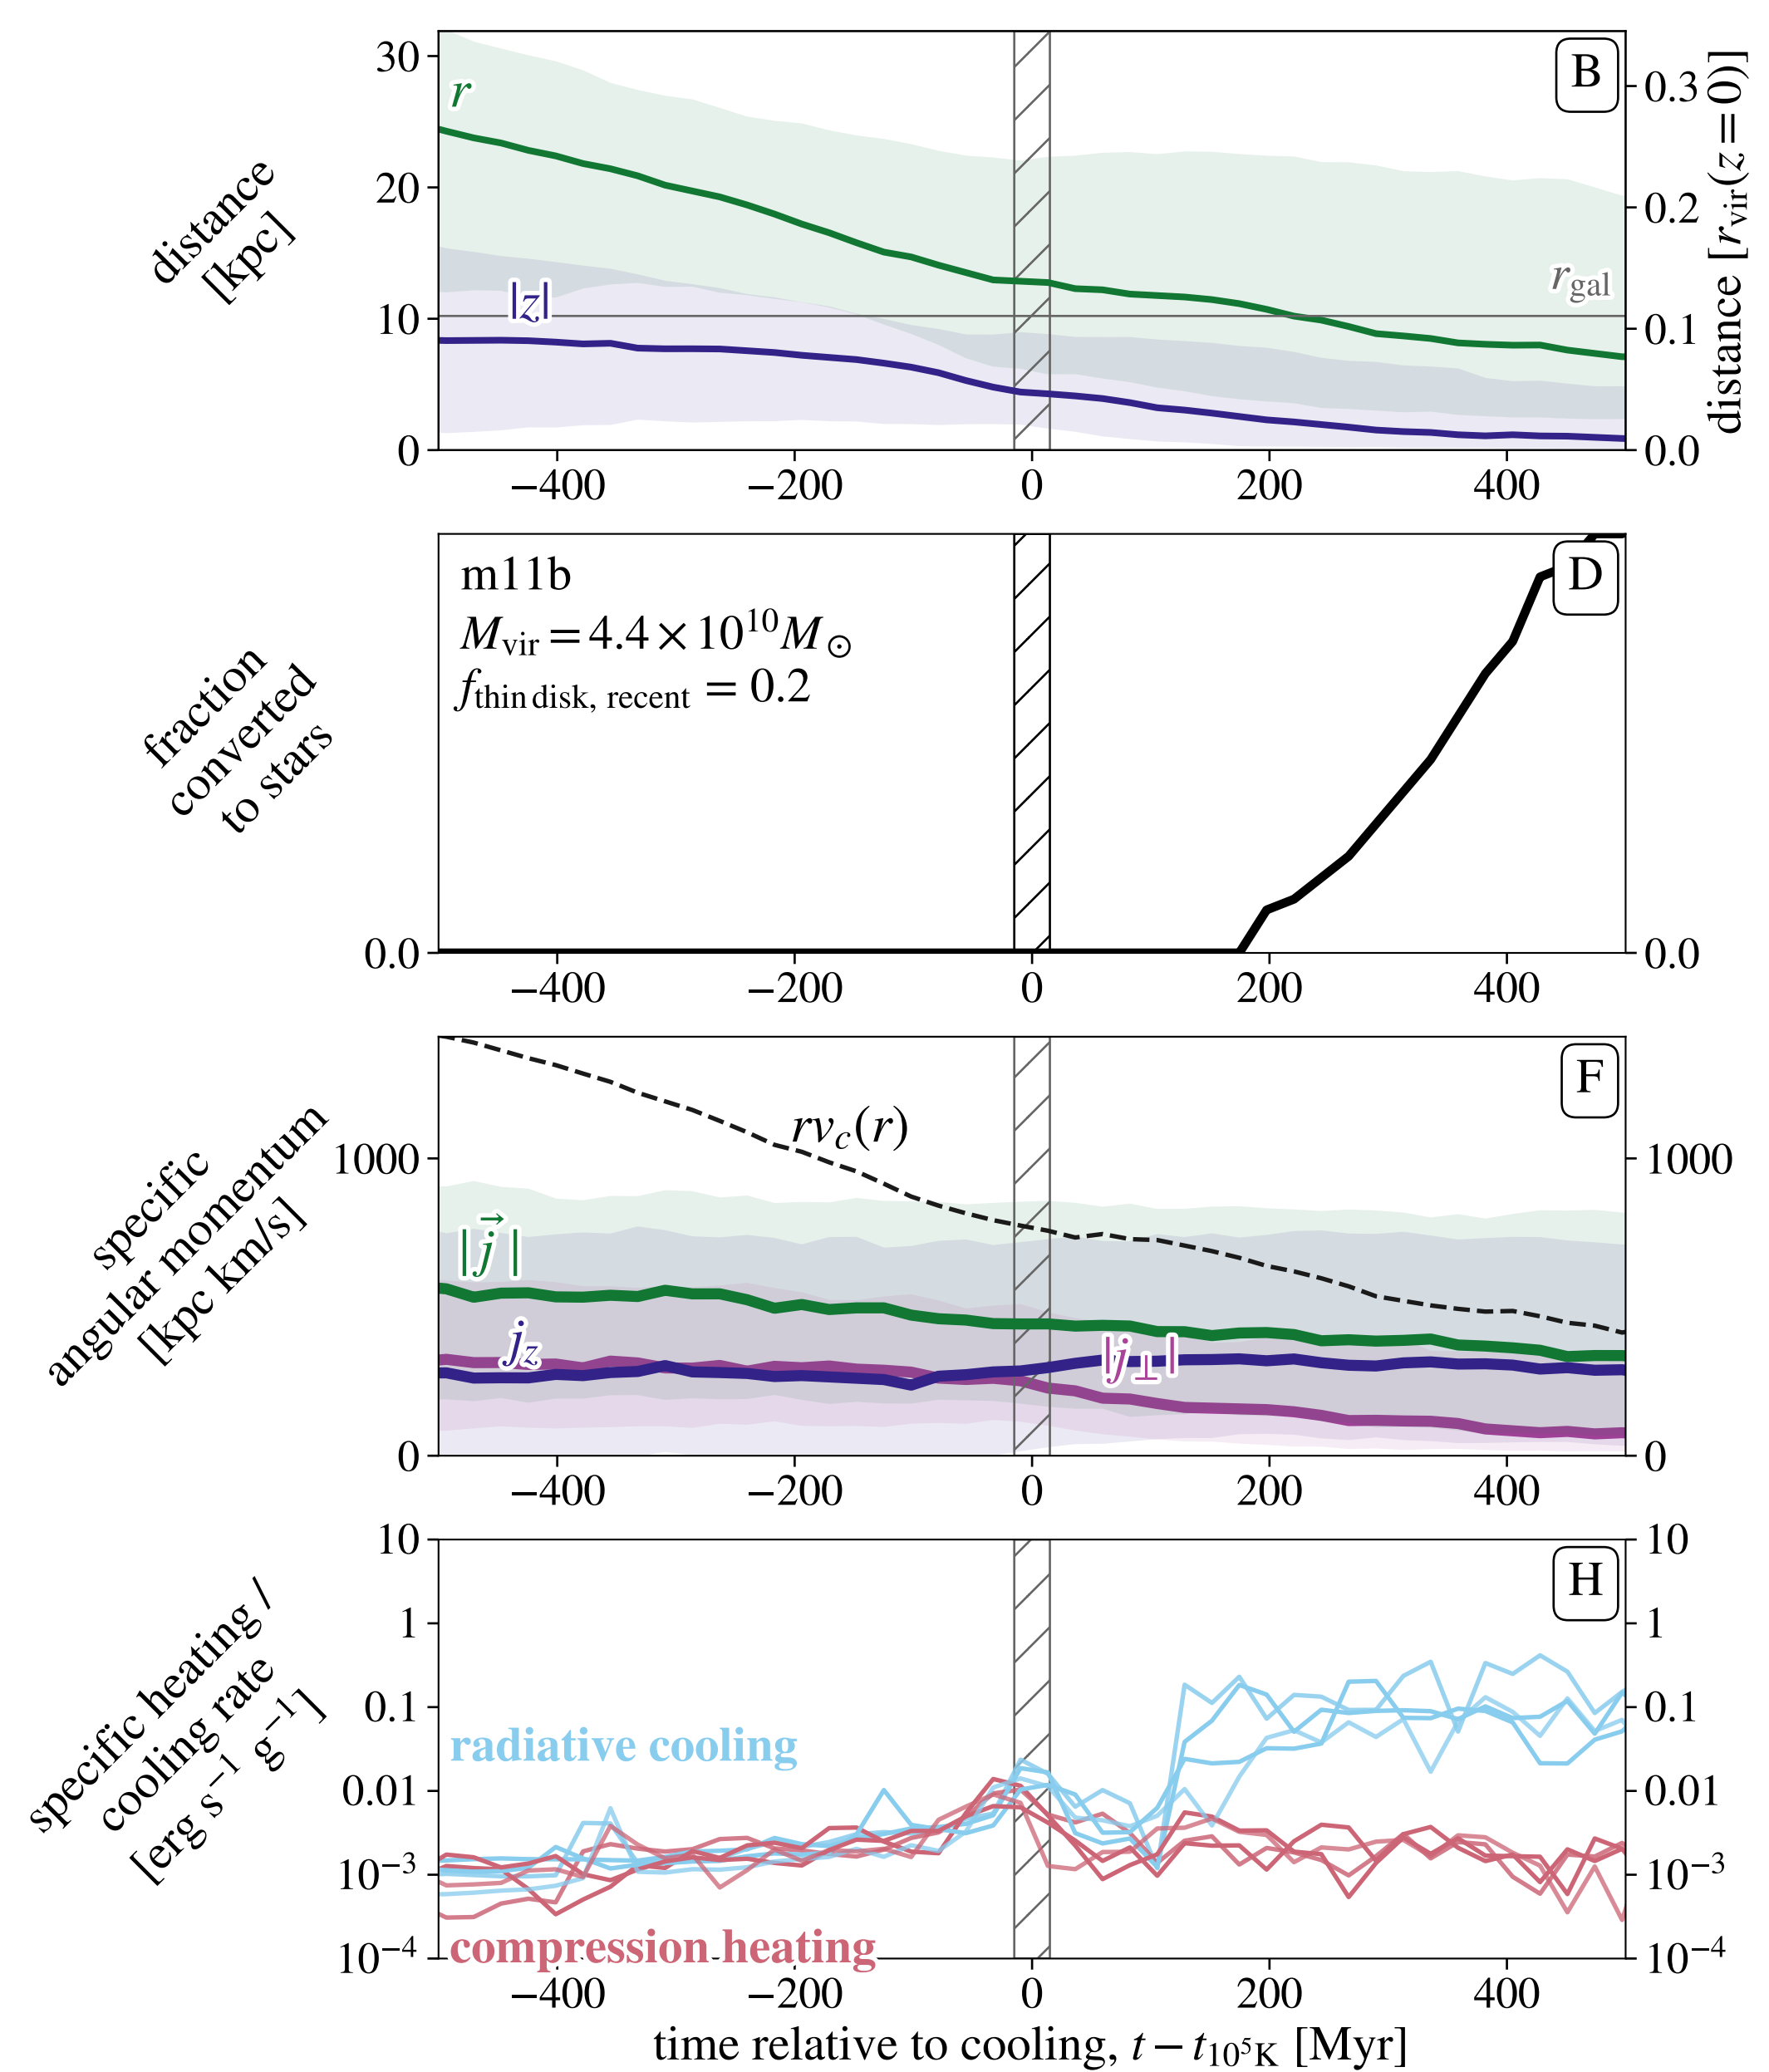 B
30
20
10
0
0.3
0.2
0.1
0.0
r
|z|
r_gal
distance
[kpc]
distance [r_vir(z=0)]
−400 −200 0 200 400
D
m11b
M_vir = 4.4 × 10^10 M_⊙
f_thin disk, recent = 0.2
fraction
converted
to stars
0.0
0.0
−400 −200 0 200 400
F
rv_c(r)
1000
0
1000
0
|j⃗|
j_z
|j_⊥|
specific
angular momentum
[kpc km/s]
−400 −200 0 200 400
H
10
1
0.1
0.01
10^−3
10^−4
10
1
0.1
0.01
10^−3
10^−4
specific heating /
cooling rate
[erg s^−1 g^−1]
radiative cooling
compression heating
−400 −200 0 200 400
time relative to cooling, t − t_10^5K [Myr]